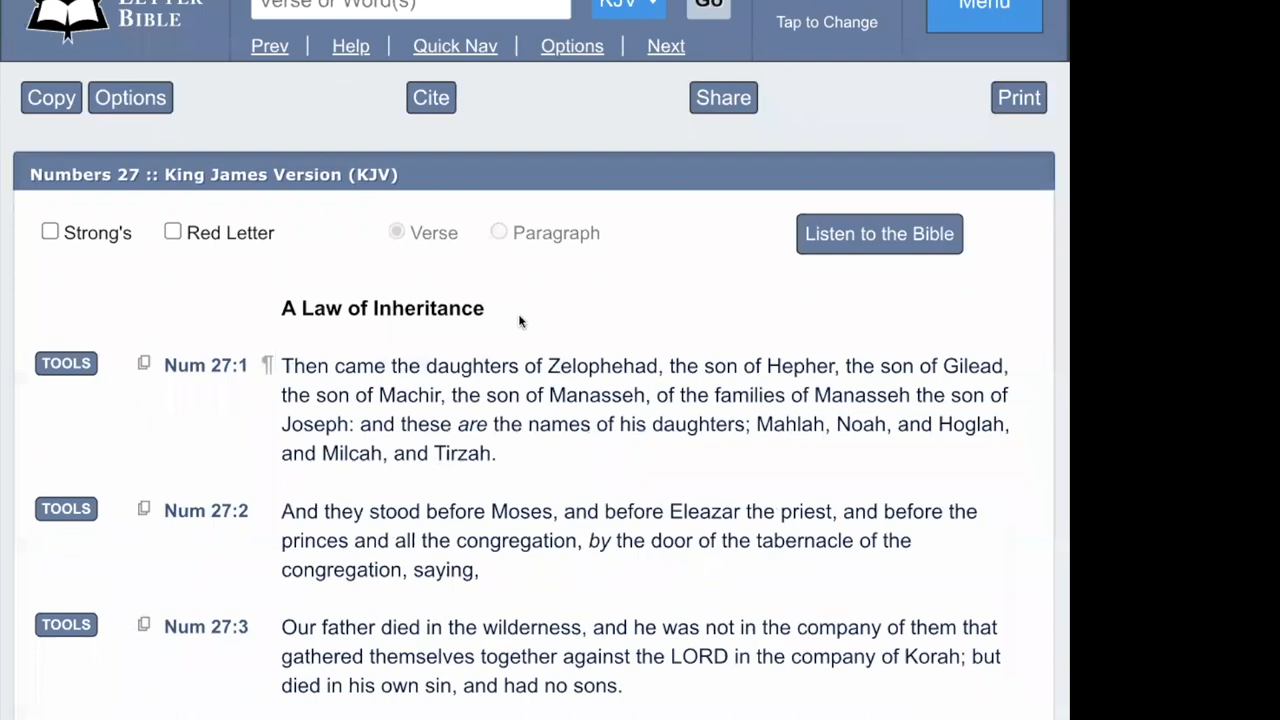 LETTER
BIBLE
Verse or Word(s)
KJV
Go
Tap to Change
Menu
Prev | Help | Quick Nav | Options | Next
Copy Options Cite Share Print
Numbers 27 :: King James Version (KJV)
Strong's Red Letter Verse Paragraph Listen to the Bible
A Law of Inheritance
TOOLS Num 27:1 ¶ Then came the daughters of Zelophehad, the son of Hepher, the son of Gilead,
the son of Machir, the son of Manasseh, of the families of Manasseh the son of
Joseph: and these are the names of his daughters; Mahlah, Noah, and Hoglah,
and Milcah, and Tirzah.
TOOLS Num 27:2 And they stood before Moses, and before Eleazar the priest, and before the
princes and all the congregation, by the door of the tabernacle of the
congregation, saying,
TOOLS Num 27:3 Our father died in the wilderness, and he was not in the company of them that
gathered themselves together against the LORD in the company of Korah; but
died in his own sin, and had no sons.